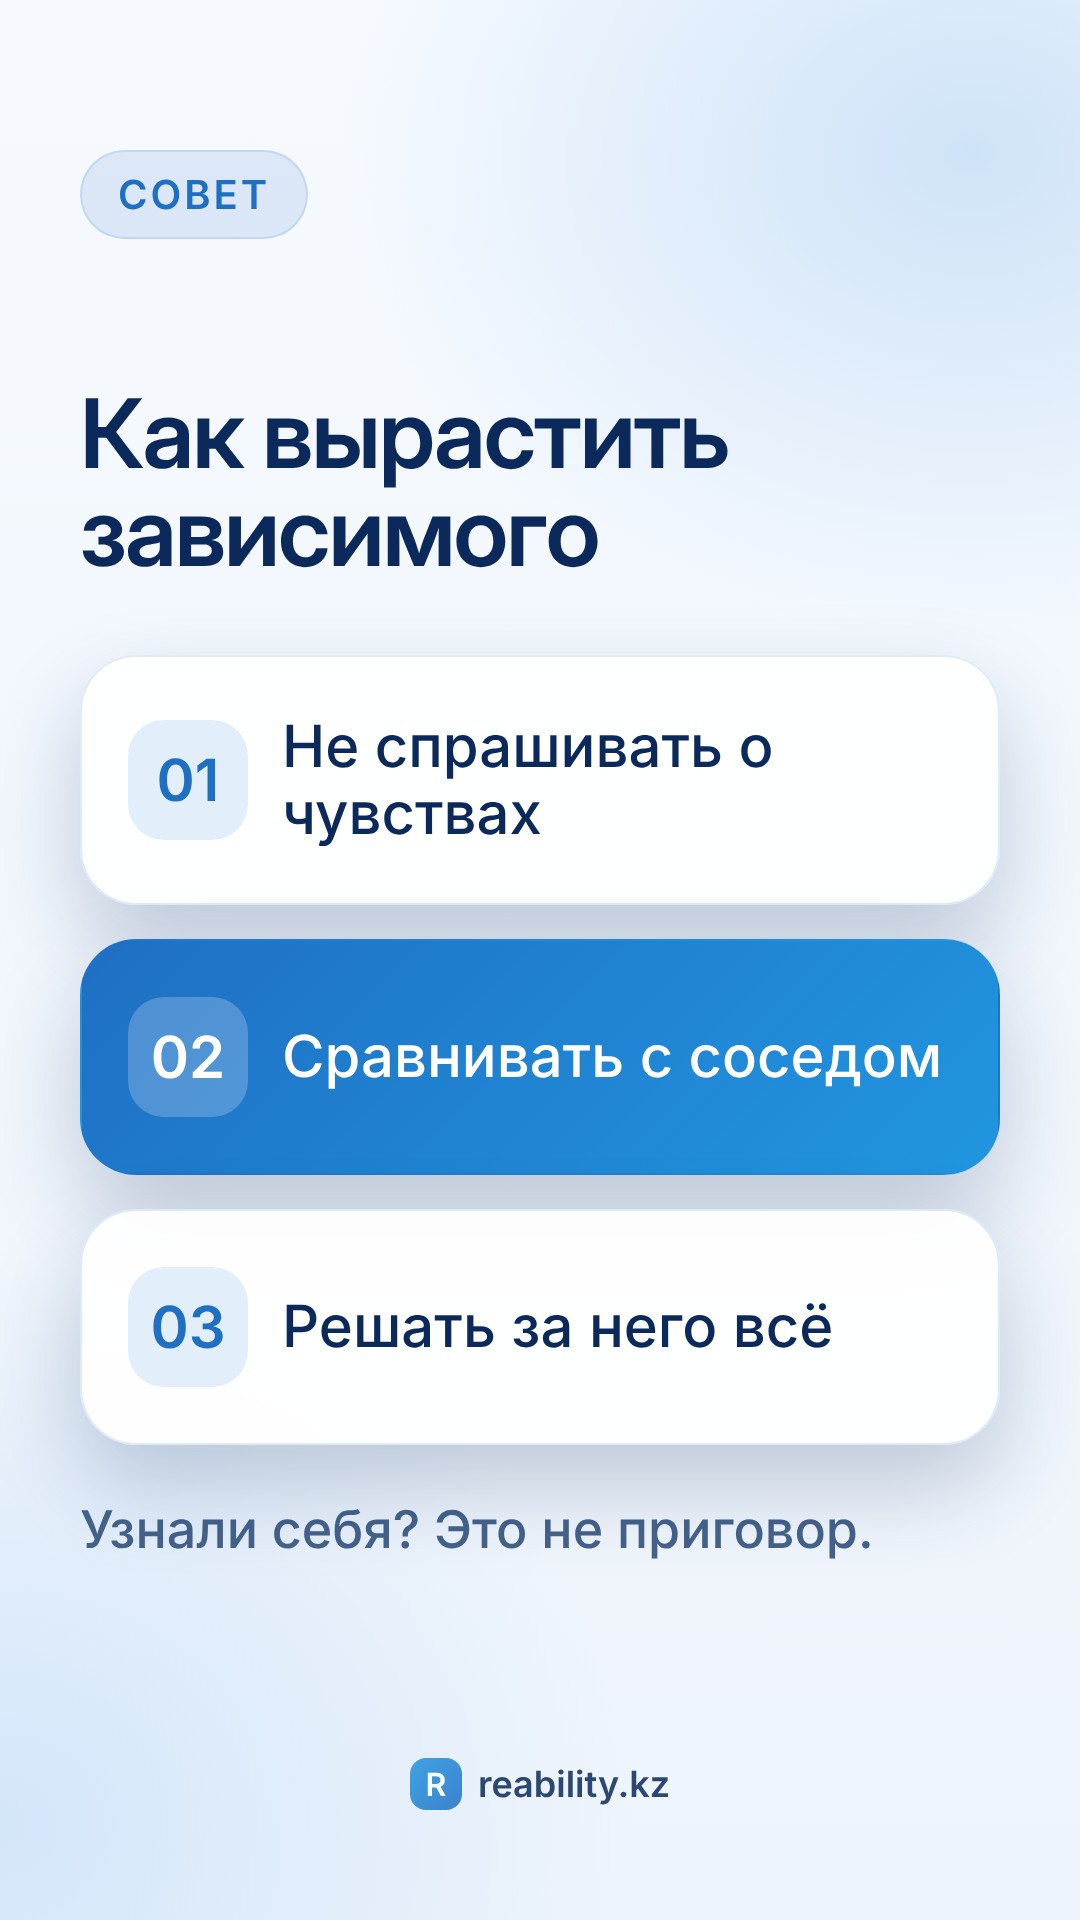 СОВЕТ
Как вырастить
зависимого
01
Не спрашивать о
чувствах
02
Сравнивать с соседом
03
Решать за него всё
Узнали себя? Это не приговор.
R reability.kz